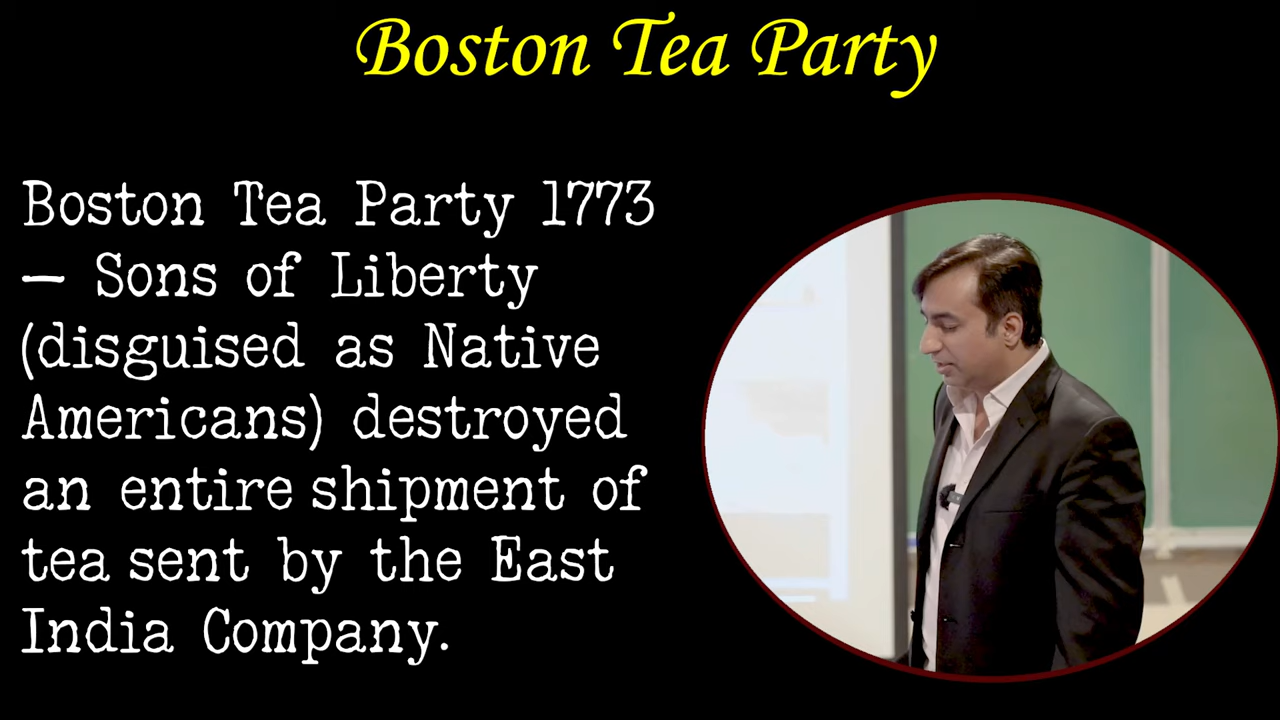 Boston Tea Party
Boston Tea Party 1773
— Sons of Liberty
(disguised as Native
Americans) destroyed
an entire shipment of
tea sent by the East
India Company.